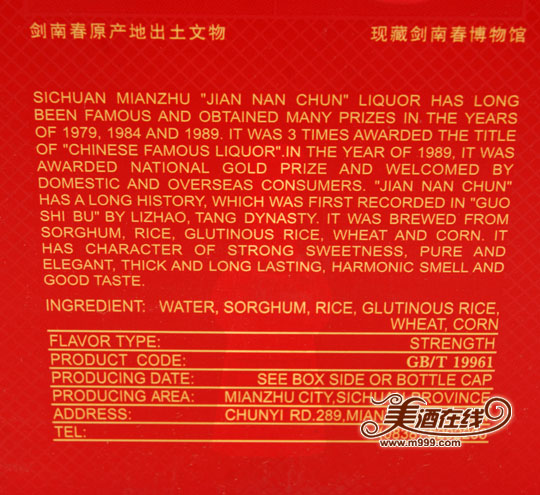 剑南春原产地出土文物 现藏剑南春博物馆
SICHUAN MIANZHU "JIAN NAN CHUN" LIQUOR HAS LONG
BEEN FAMOUS AND OBTAINED MANY PRIZES IN THE YEARS
OF 1979, 1984 AND 1989. IT WAS 3 TIMES AWARDED THE TITLE
OF "CHINESE FAMOUS LIQUOR".IN THE YEAR OF 1989, IT WAS
AWARDED NATIONAL GOLD PRIZE AND WELCOMED BY
DOMESTIC AND OVERSEAS CONSUMERS. "JIAN NAN CHUN"
HAS A LONG HISTORY, WHICH WAS FIRST RECORDED IN "GUO
SHI BU" BY LIZHAO, TANG DYNASTY. IT WAS BREWED FROM
SORGHUM, RICE, GLUTINOUS RICE, WHEAT AND CORN. IT
HAS CHARACTER OF STRONG SWEETNESS, PURE AND
ELEGANT, THICK AND LONG LASTING, HARMONIC SMELL AND
GOOD TASTE.
INGREDIENT: WATER, SORGHUM, RICE, GLUTINOUS RICE,
WHEAT, CORN
FLAVOR TYPE: STRENGTH
PRODUCT CODE: GB/T 19961
PRODUCING DATE: SEE BOX SIDE OR BOTTLE CAP
PRODUCING AREA: MIANZHU CITY,SICHUAN PROVINCE
ADDRESS: CHUNYI RD.289,
TEL:
美酒在线
www.m999.com